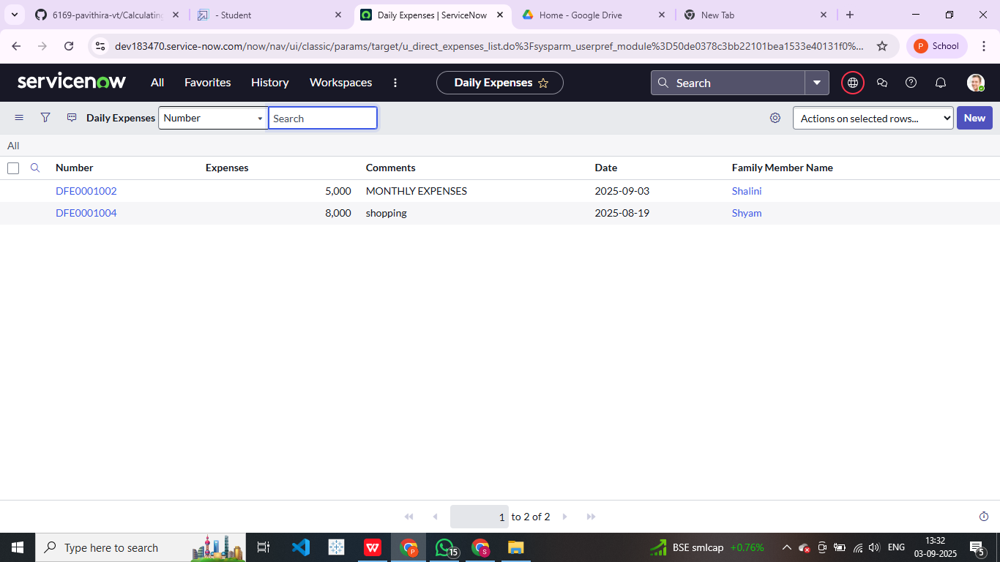 6169-pavithira-vt/Calculatin
- Student
Daily Expenses | ServiceNow
Home - Google Drive
New Tab
dev183470.service-now.com/now/nav/ui/classic/params/target/u_direct_expenses_list.do%3Fsysparm_userpref_module%3D50de0378c3bb22101bea1533e40131f0%...
P School
servicenow All Favorites History Workspaces Daily Expenses Search
Daily Expenses Number Search Actions on selected rows... New
All
Number Expenses Comments Date Family Member Name
DFE0001002 5,000 MONTHLY EXPENSES 2025-09-03 Shalini
DFE0001004 8,000 shopping 2025-08-19 Shyam
1 to 2 of 2
Type here to search W P 15 S BSE smlcap +0.76% ENG 13:32
03-09-2025 5